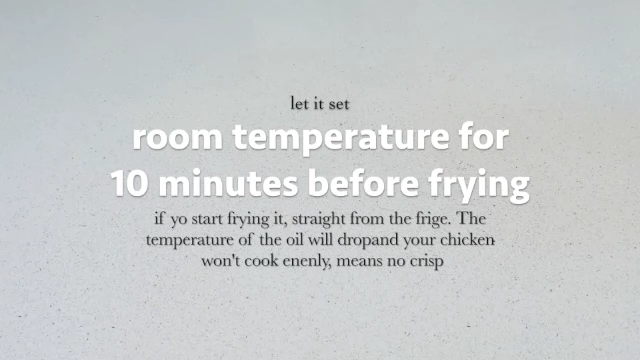 let it set
room temperature for
10 minutes before frying
if yo start frying it, straight from the frige. The
temperature of the oil will dropand your chicken
won't cook enenly, means no crisp